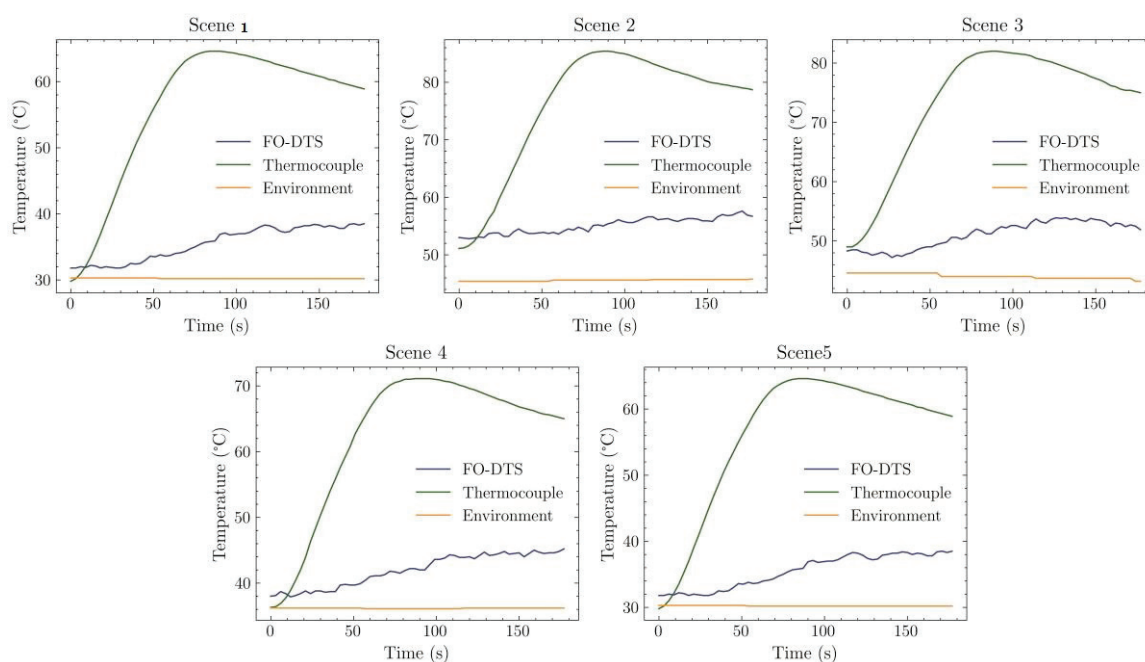 Scene 1
Temperature (°C)
60
50
40
30
FO-DTS
Thermocouple
Environment
0 50 100 150
Time (s)
Scene 2
Temperature (°C)
80
70
60
50
FO-DTS
Thermocouple
Environment
0 50 100 150
Time (s)
Scene 3
Temperature (°C)
80
70
60
50
FO-DTS
Thermocouple
Environment
0 50 100 150
Time (s)
Scene 4
Temperature (°C)
70
60
50
40
FO-DTS
Thermocouple
Environment
0 50 100 150
Time (s)
Scene5
Temperature (°C)
60
50
40
30
FO-DTS
Thermocouple
Environment
0 50 100 150
Time (s)